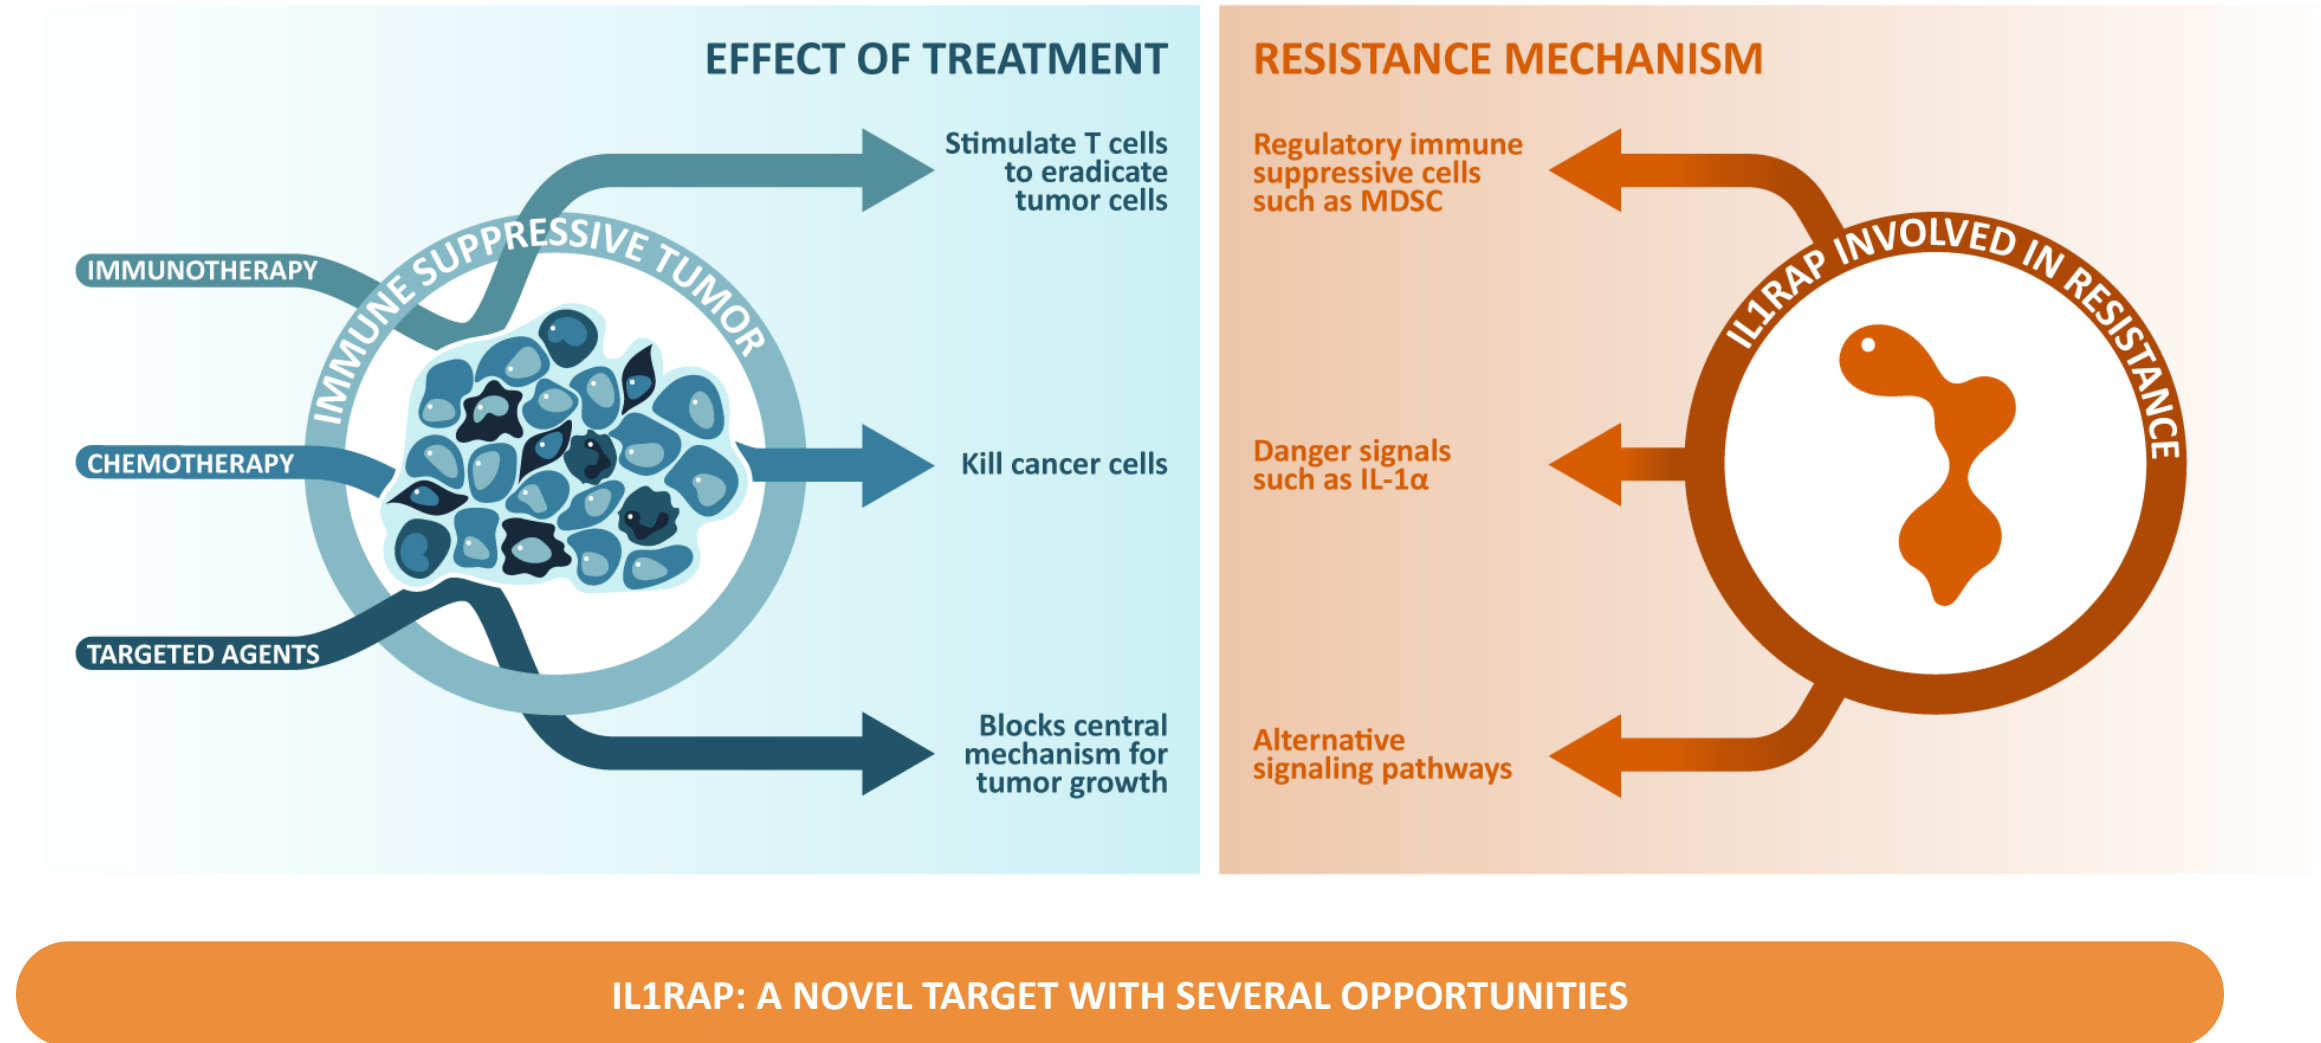 EFFECT OF TREATMENT
Stimulate T cells
to eradicate
tumor cells
IMMUNE SUPPRESSIVE TUMOR
IMMUNOTHERAPY
CHEMOTHERAPY
Kill cancer cells
TARGETED AGENTS
Blocks central
mechanism for
tumor growth
RESISTANCE MECHANISM
Regulatory immune
suppressive cells
such as MDSC
IL1RAP INVOLVED IN RESISTANCE
Danger signals
such as IL-1α
Alternative
signaling pathways
IL1RAP: A NOVEL TARGET WITH SEVERAL OPPORTUNITIES